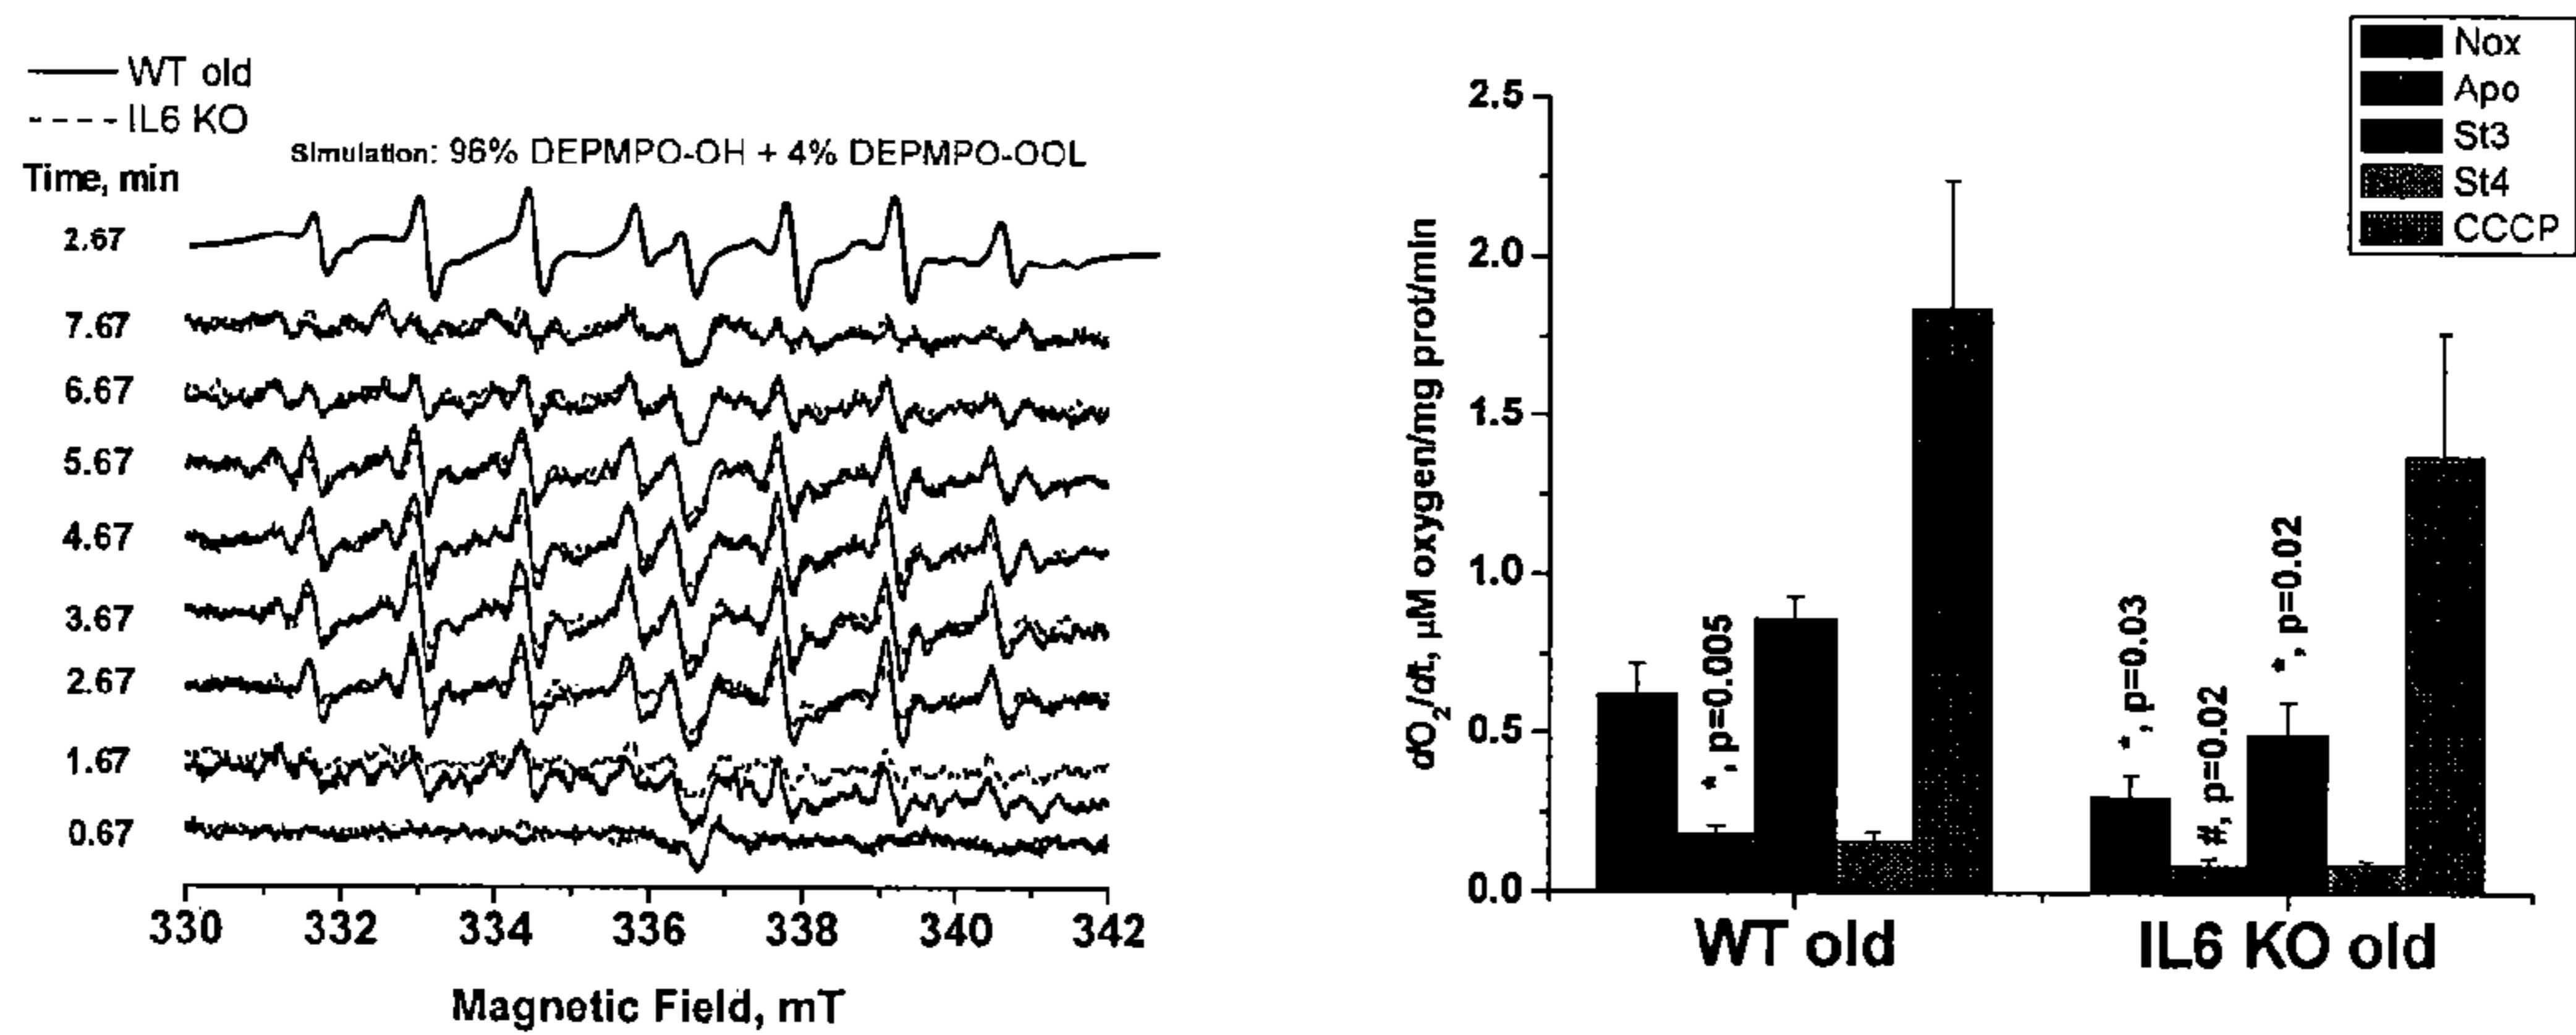 WT old
IL6 KO
Simulation: 96% DEPMPO-OH + 4% DEPMPO-OOL
Time, min
2.67
7.67
6.67
5.67
4.67
3.67
2.67
1.67
0.67
330 332 334 336 338 340 342
Magnetic Field, mT
Nox
Apo
St3
St4
CCCP
dO2/dt, µM oxygen/mg prot/min
2.5
2.0
1.5
1.0
0.5
0.0
*, p=0.005
*, p=0.03
#, p=0.02
*, p=0.02
WT old
IL6 KO old